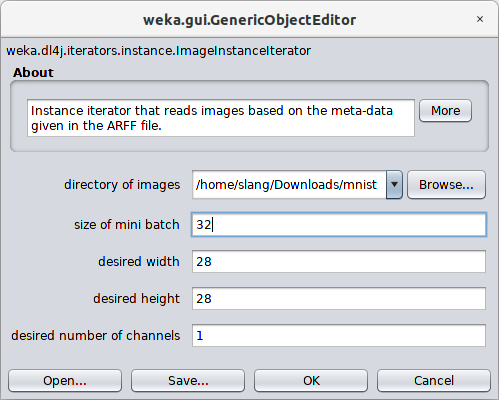 weka.gui.GenericObjectEditor
×
weka.dl4j.iterators.instance.ImageInstanceIterator
About
Instance iterator that reads images based on the meta-data
given in the ARFF file.
More
directory of images /home/slang/Downloads/mnist Browse...
size of mini batch 32
desired width 28
desired height 28
desired number of channels 1
Open... Save... OK Cancel